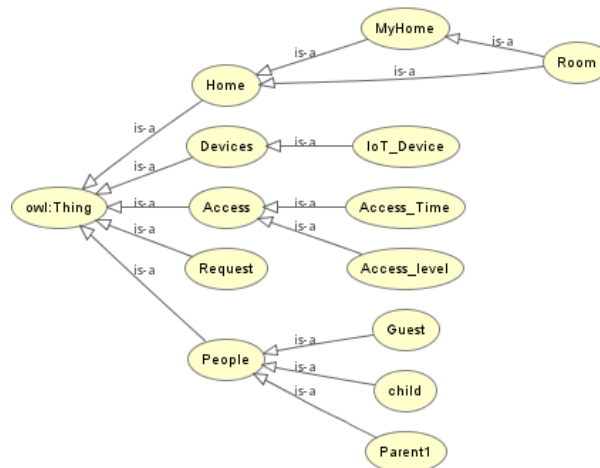 MyHome
is-a
is-a
Room
Home
is-a
is-a
Devices
is-a
IoT_Device
is-a
owl:Thing
is-a
Access
is-a
Access_Time
is-a
is-a
Request
Access_level
is-a
Guest
People
is-a
is-a
child
is-a
Parent1